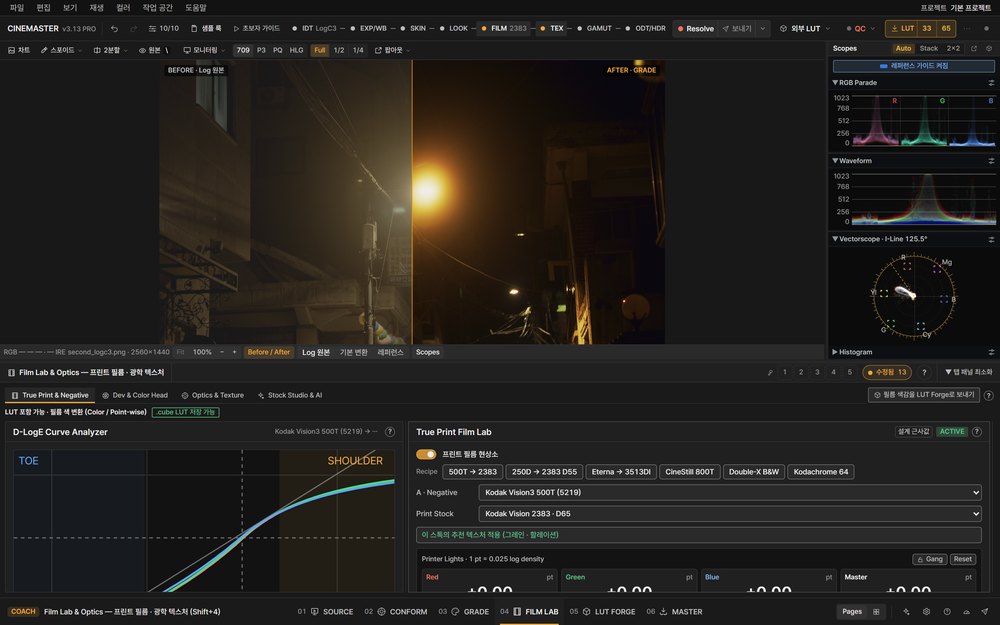 파일 편집 보기 재생 컬러 작업 공간 도움말 프로젝트 기본 프로젝트
CINEMASTER v3.13 PRO 10/10 샘플 룩 초보자 가이드 IDT LogC3 EXP/WB SKIN LOOK FILM 2383 TEX GAMUT ODT/HDR Resolve 보내기 외부 LUT QC LUT 33 65
차트 스포이드 2분할 원본 \ 모니터링 709 P3 PQ HLG Full 1/2 1/4 팝아웃
Scopes Auto Stack 2×2
BEFORE · Log 원본 AFTER · GRADE
레퍼런스 가이드 켜짐
RGB Parade
1023
768
512
256
0
R G B
Waveform
1023
768
512
256
0
Vectorscope · I-Line 125.5°
R Mg
Yl B
G Cy
RGB — — — · — IRE second_logc3.png · 2560×1440 Fit 100% − + Before / After Log 원본 기본 변환 레퍼런스 Scopes
Histogram
Film Lab & Optics — 프린트 필름 · 광학 텍스처 1 2 3 4 5 수정됨 13 ? 탭 패널 최소화
True Print & Negative Dev & Color Head Optics & Texture Stock Studio & AI 필름 색감을 LUT Forge로 보내기 ?
LUT 포함 가능 · 필름 색 변환 (Color / Point-wise) .cube LUT 저장 가능
D-LogE Curve Analyzer Kodak Vision3 500T (5219) → ··· ?
TOE SHOULDER
True Print Film Lab 설계 근사값 ACTIVE ?
프린트 필름 현상소
Recipe 500T → 2383 250D → 2383 D55 Eterna → 3513DI CineStill 800T Double-X B&W Kodachrome 64
A · Negative Kodak Vision3 500T (5219)
Print Stock Kodak Vision 2383 · D65
이 스톡의 추천 텍스처 적용 (그레인 · 할레이션)
Printer Lights · 1 pt = 0.025 log density Gang Reset
Red pt Green pt Blue pt Master pt
+0.00 +0.00 +0.00 +0.00
COACH Film Lab & Optics — 프린트 필름 · 광학 텍스처 (Shift+4) 01 SOURCE 02 CONFORM 03 GRADE 04 FILM LAB 05 LUT FORGE 06 MASTER Pages